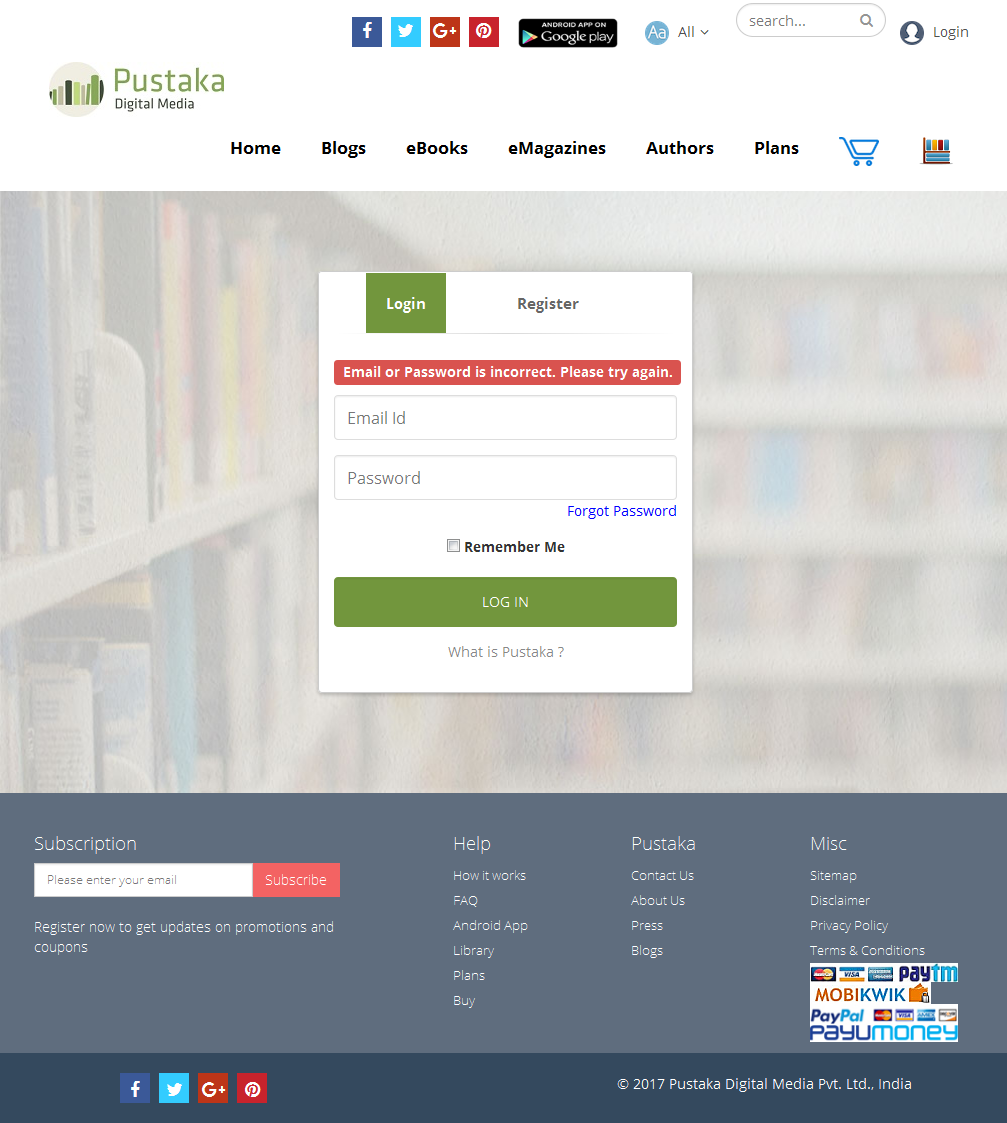 f
G+
ANDROID APP ON
Google play
Aa
All
search...
Login
Pustaka
Digital Media
Home
Blogs
eBooks
eMagazines
Authors
Plans
Login
Register
Email or Password is incorrect. Please try again.
Email Id
Password
Forgot Password
Remember Me
LOG IN
What is Pustaka ?
Subscription
Please enter your email
Subscribe
Register now to get updates on promotions and
coupons
Help
How it works
FAQ
Android App
Library
Plans
Buy
Pustaka
Contact Us
About Us
Press
Blogs
Misc
Sitemap
Disclaimer
Privacy Policy
Terms & Conditions
MasterCard VISA paytm
MOBIKWIK
PayPal MasterCard VISA
PayUmoney
f
G+
© 2017 Pustaka Digital Media Pvt. Ltd., India